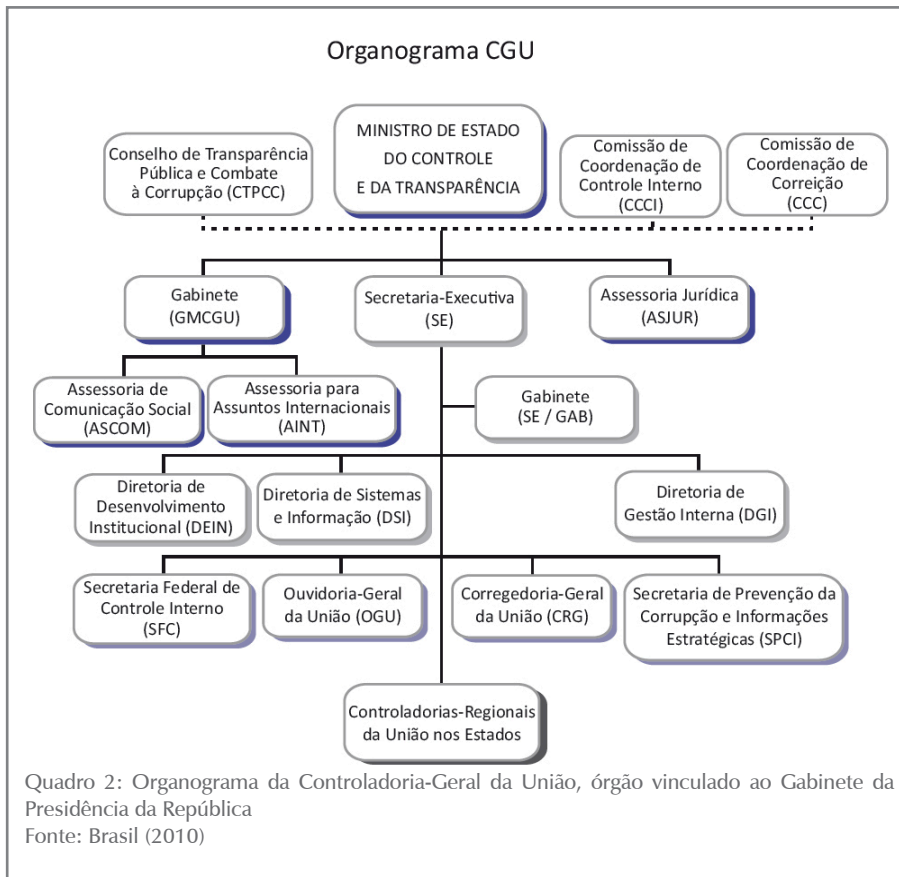 Organograma CGU
Conselho de Transparência
Pública e Combate
à Corrupção (CTPCC)
MINISTRO DE ESTADO
DO CONTROLE
E DA TRANSPARÊNCIA
Comissão de
Coordenação de
Controle Interno
(CCCI)
Comissão de
Coordenação de
de Correição
(CCC)
Gabinete
(GMCGU)
Secretaria-Executiva
(SE)
Assessoria Jurídica
(ASJUR)
Assessoria de
Comunicação Social
(ASCOM)
Assessoria para
Assuntos Internacionais
(AINT)
Gabinete
(SE / GAB)
Diretoria de
Desenvolvimento
Institucional (DEIN)
Diretoria de Sistemas
e Informação (DSI)
Diretoria de
Gestão Interna (DGI)
Secretaria Federal de
Controle Interno
(SFC)
Ouvidoria-Geral
da União (OGU)
Corregedoria-Geral
da União (CRG)
Secretaria de Prevenção da
Corrupção e Informações
Estratégicas (SPCI)
Controladorias-Regionais
da União nos Estados
Quadro 2: Organograma da Controladoria-Geral da União, órgão vinculado ao Gabinete da
Presidência da República
Fonte: Brasil (2010)